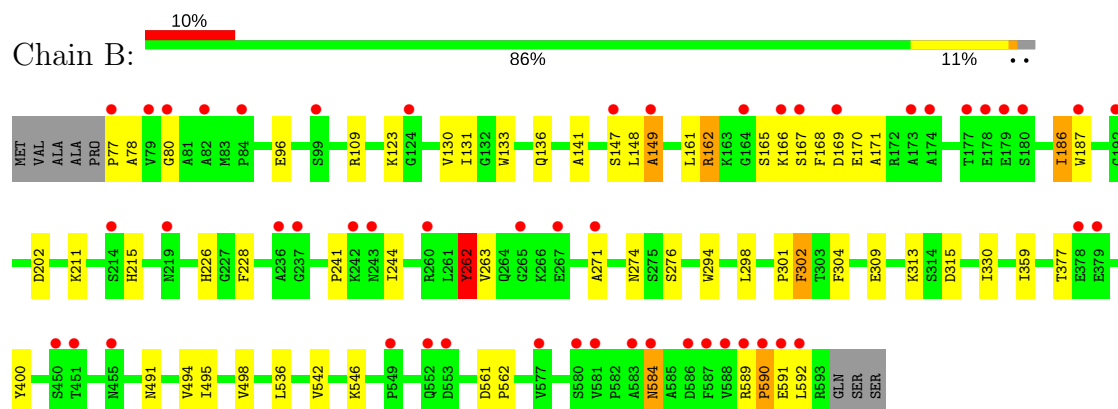 10%
Chain B:
86% 11% • •
MET VAL ALA ALA PRO P77 A78 V79 G80 A81 A82 M83 P84 E96 S99 R109 K123 G124 V130 I131 G132 W133 Q136 A141 S147 L148 A149 L161 R162 K163 G164 S165 K166 S167 F168 D169 A170 A171 R172 A173 A174 T177 E178 E179 S180 I186 W187
D202 K211 S214 H215 N219 H226 G227 F228 A236 G237 P241 K242 N243 I244 R260 L261 Y262 V263 Q264 G265 K266 E267 A271 N274 S275 S276 W294 L298 P301 F302 T303 F304 E309 K313 S314 D315 I330 I359 T377 E378 E379
Y400 S450 T451 N455 N491 V494 I495 V498 L536 V542 K546 P549 Q552 D553 D561 P562 V577 S580 V581 P582 A583 N584 A585 D586 F587 V588 R589 P590 E591 L592 R593 GLN SER SER